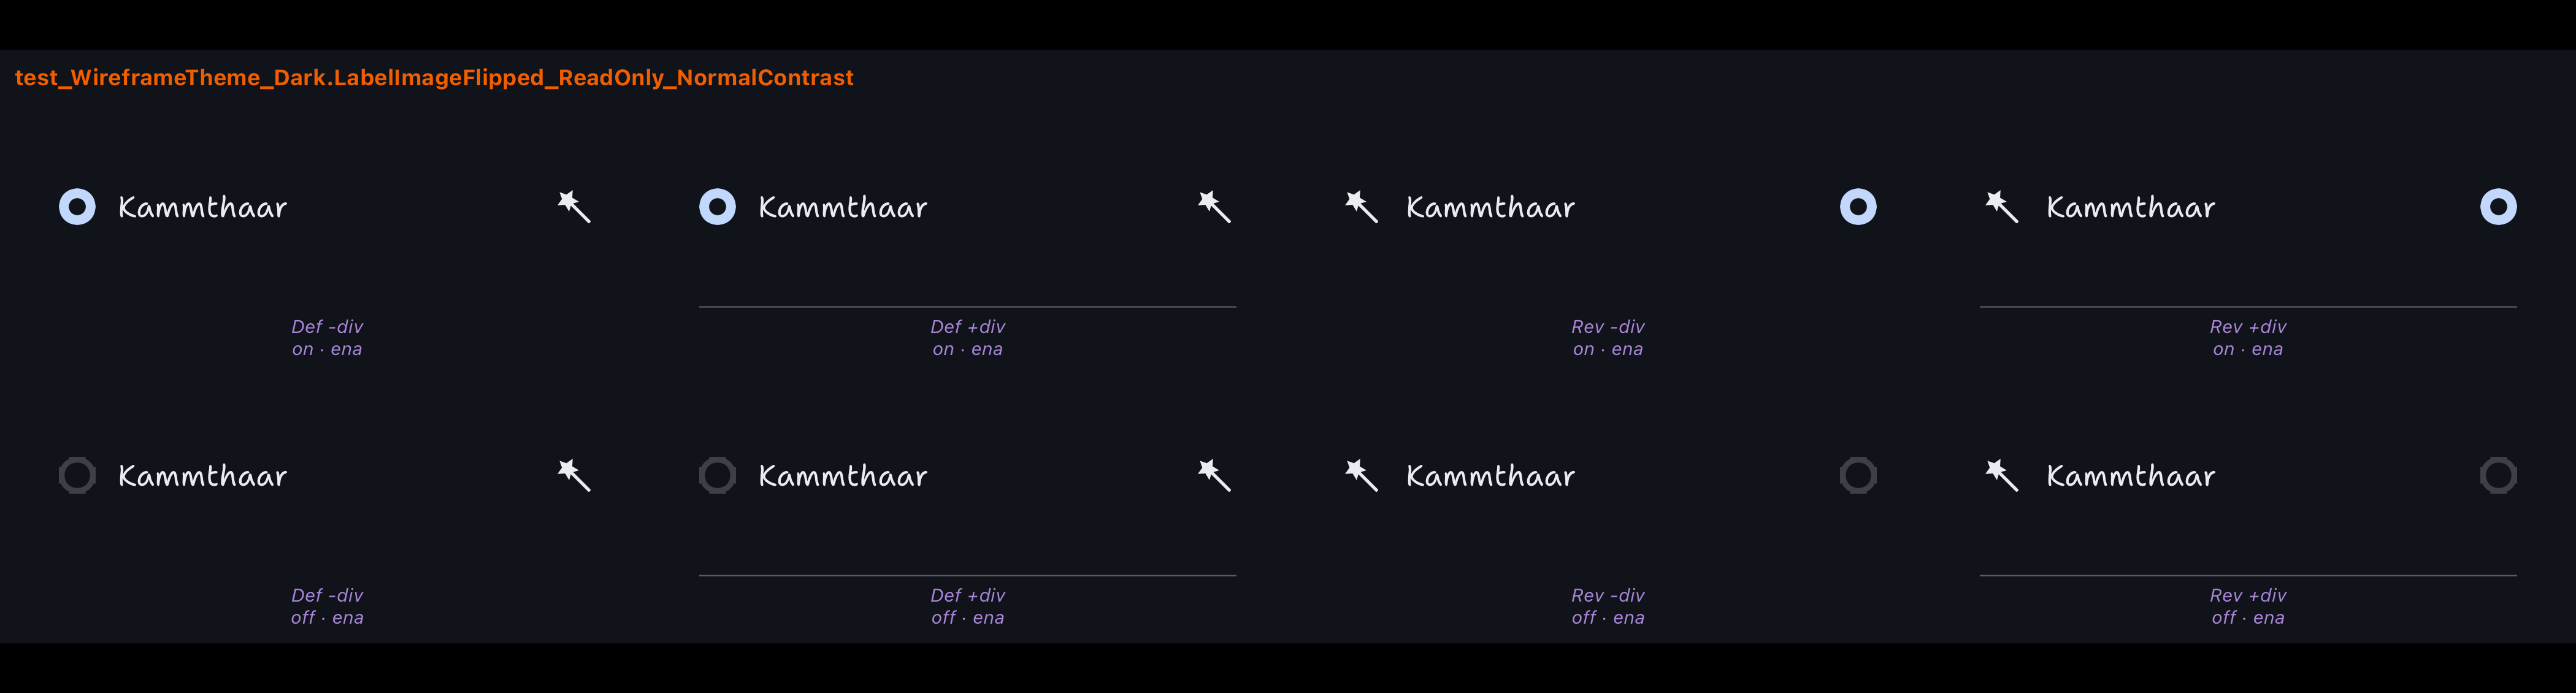 test_WireframeTheme_Dark.LabelImageFlipped_ReadOnly_NormalContrast
Kammthaar
Kammthaar
Kammthaar
Kammthaar
Def -div
on · ena
Def +div
on · ena
Rev -div
on · ena
Rev +div
on · ena
Kammthaar
Kammthaar
Kammthaar
Kammthaar
Def -div
off · ena
Def +div
off · ena
Rev -div
off · ena
Rev +div
off · ena